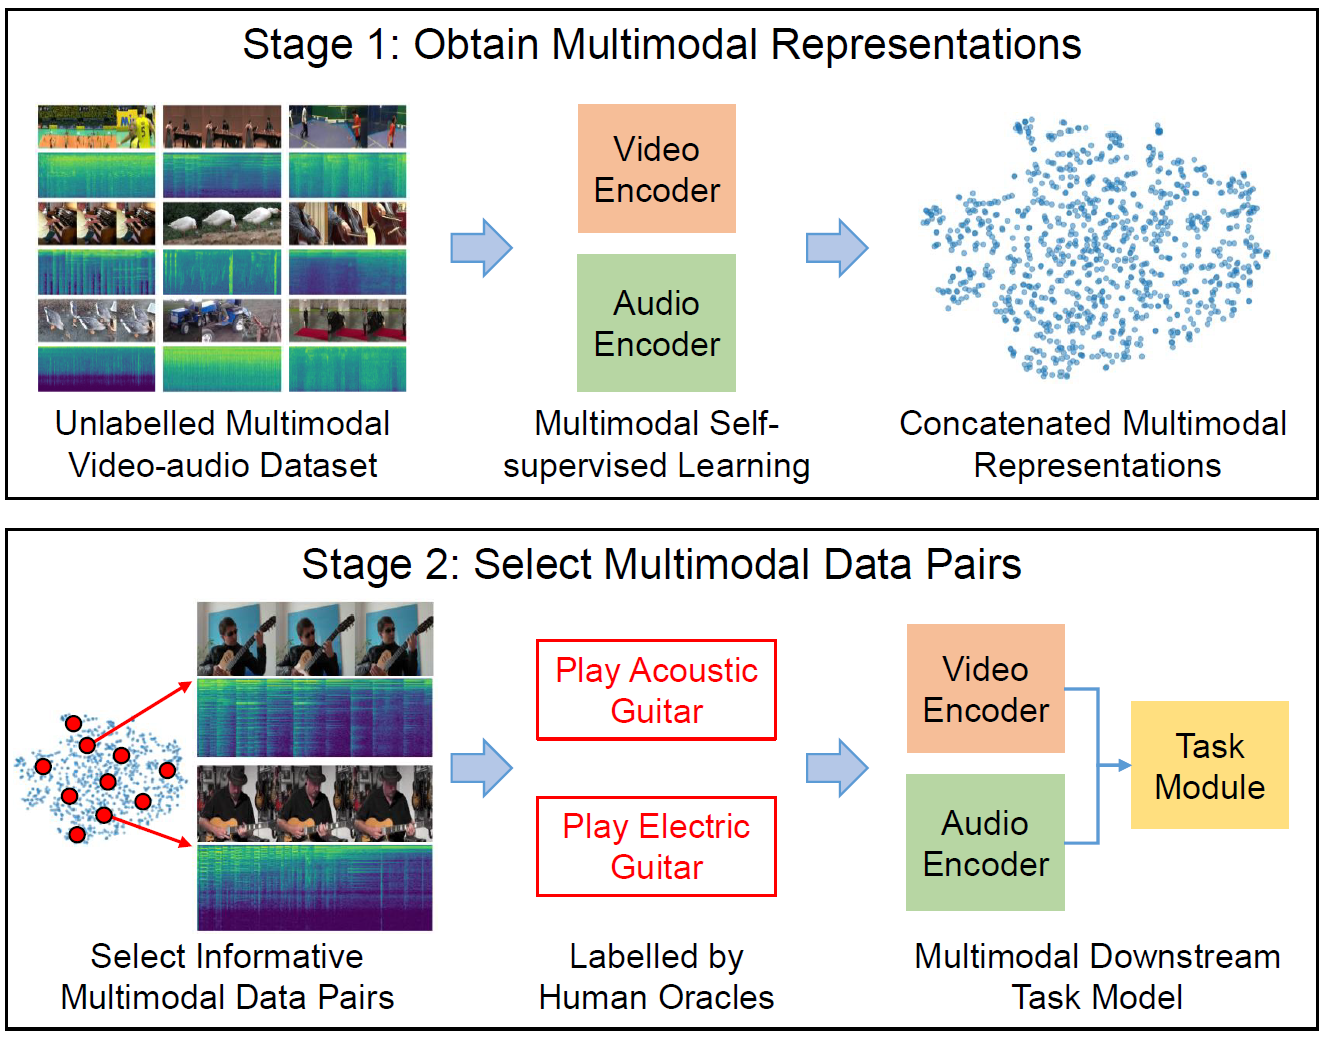 Stage 1: Obtain Multimodal Representations
Video
Encoder
Audio
Encoder
Unlabelled Multimodal
Video-audio Dataset
Multimodal Self-
supervised Learning
Concatenated Multimodal
Representations
Stage 2: Select Multimodal Data Pairs
Play Acoustic
Guitar
Play Electric
Guitar
Video
Encoder
Audio
Encoder
Task
Module
Select Informative
Multimodal Data Pairs
Labelled by
Human Oracles
Multimodal Downstream
Task Model